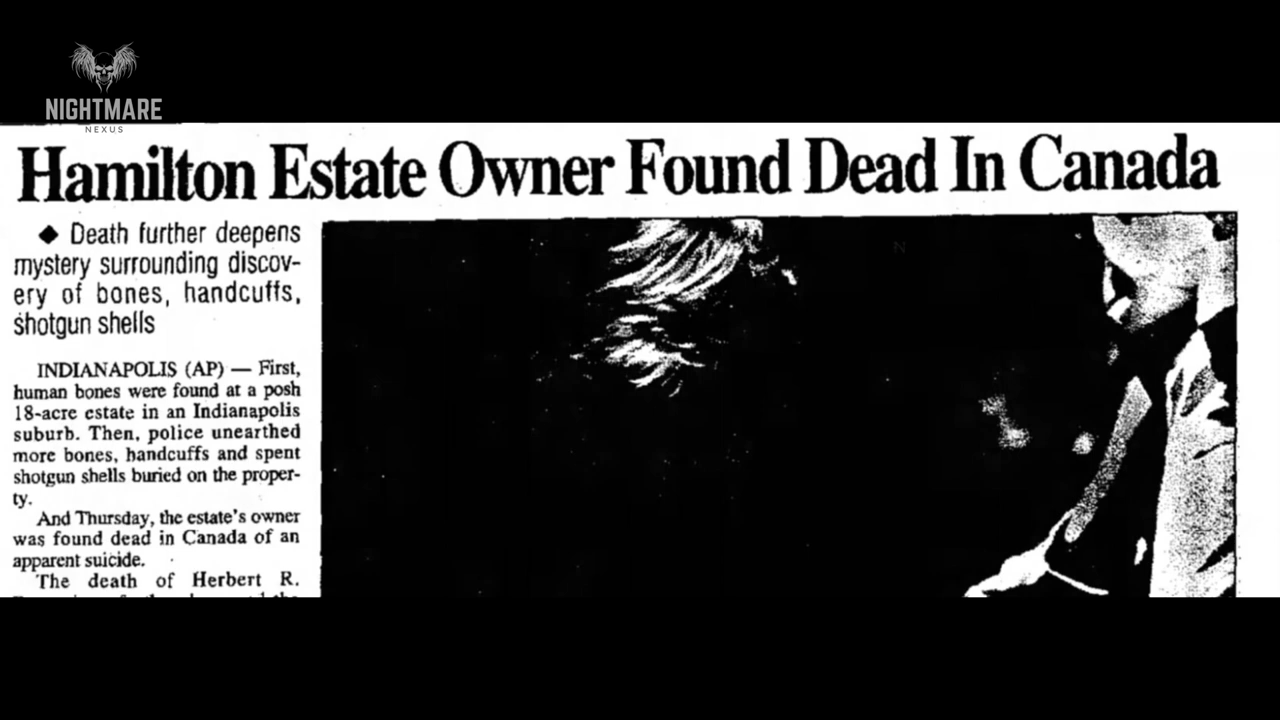 NIGHTMARE
NEXUS
Hamilton Estate Owner Found Dead In Canada
◆ Death further deepens
mystery surrounding discov-
ery of bones, handcuffs,
shotgun shells
INDIANAPOLIS (AP) — First,
human bones were found at a posh
18-acre estate in an Indianapolis
suburb. Then, police unearthed
more bones, handcuffs and spent
shotgun shells buried on the proper-
ty.
And Thursday, the estate's owner
was found dead in Canada of an
apparent suicide.
The death of Herbert R.